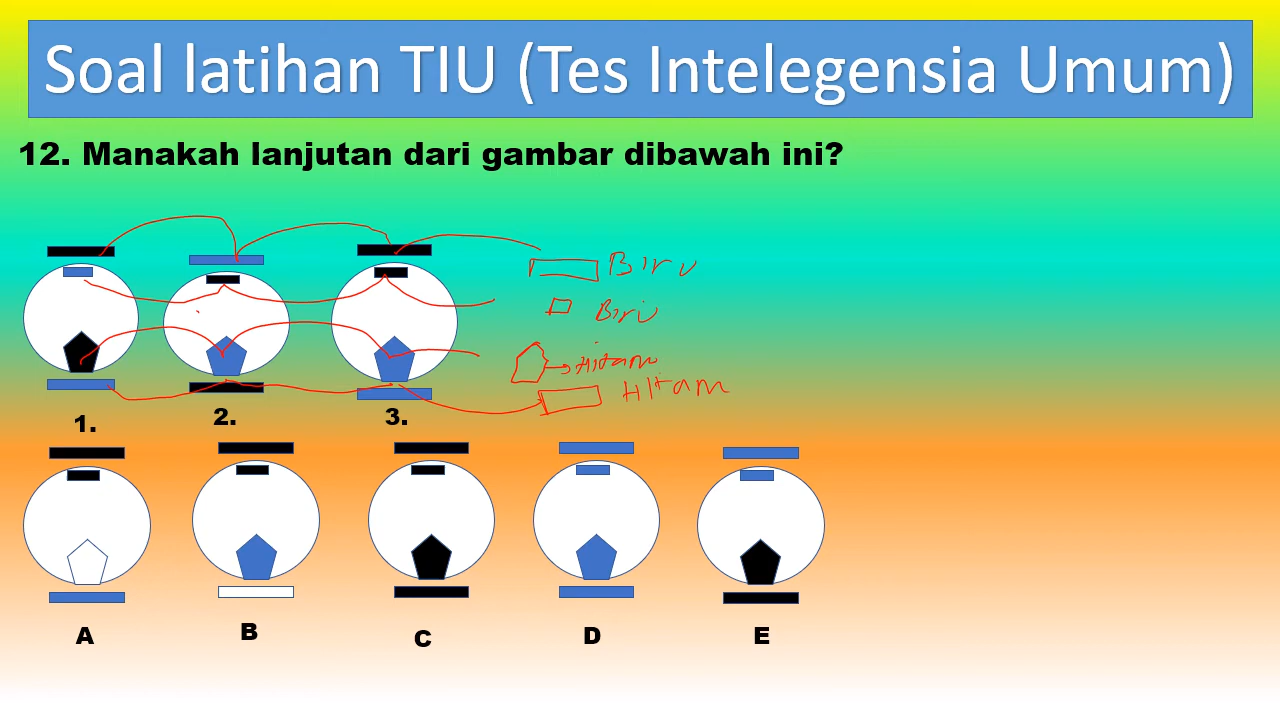 Soal latihan TIU (Tes Intelegensia Umum)
12. Manakah lanjutan dari gambar dibawah ini?
Biru
Biru
Hitam
Hitam
1. 2. 3.
A B C D E